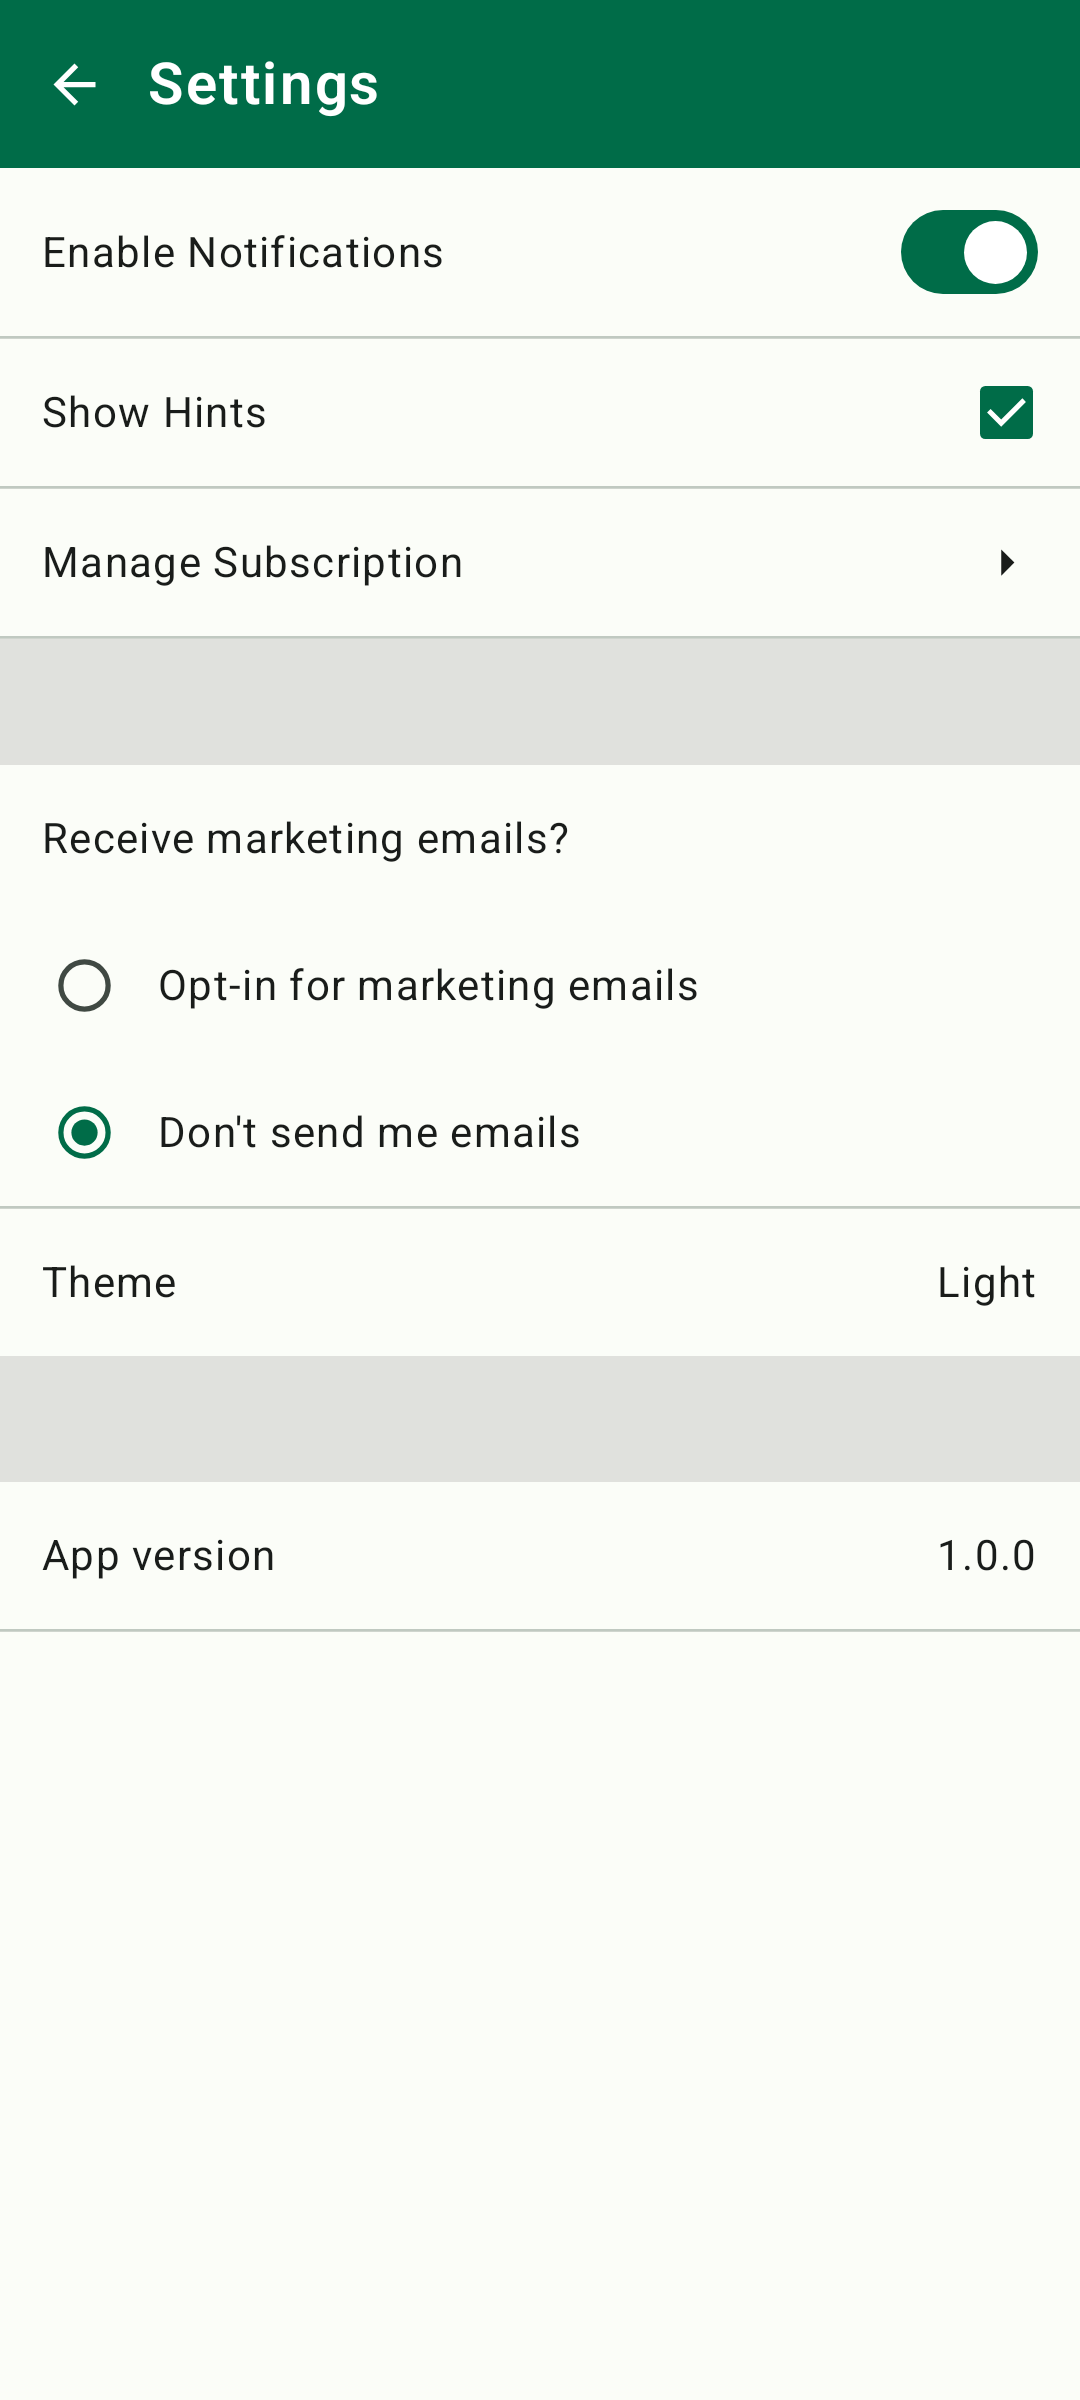 Settings
Enable Notifications
Show Hints
Manage Subscription
Receive marketing emails?
Opt-in for marketing emails
Don't send me emails
Theme Light
App version 1.0.0